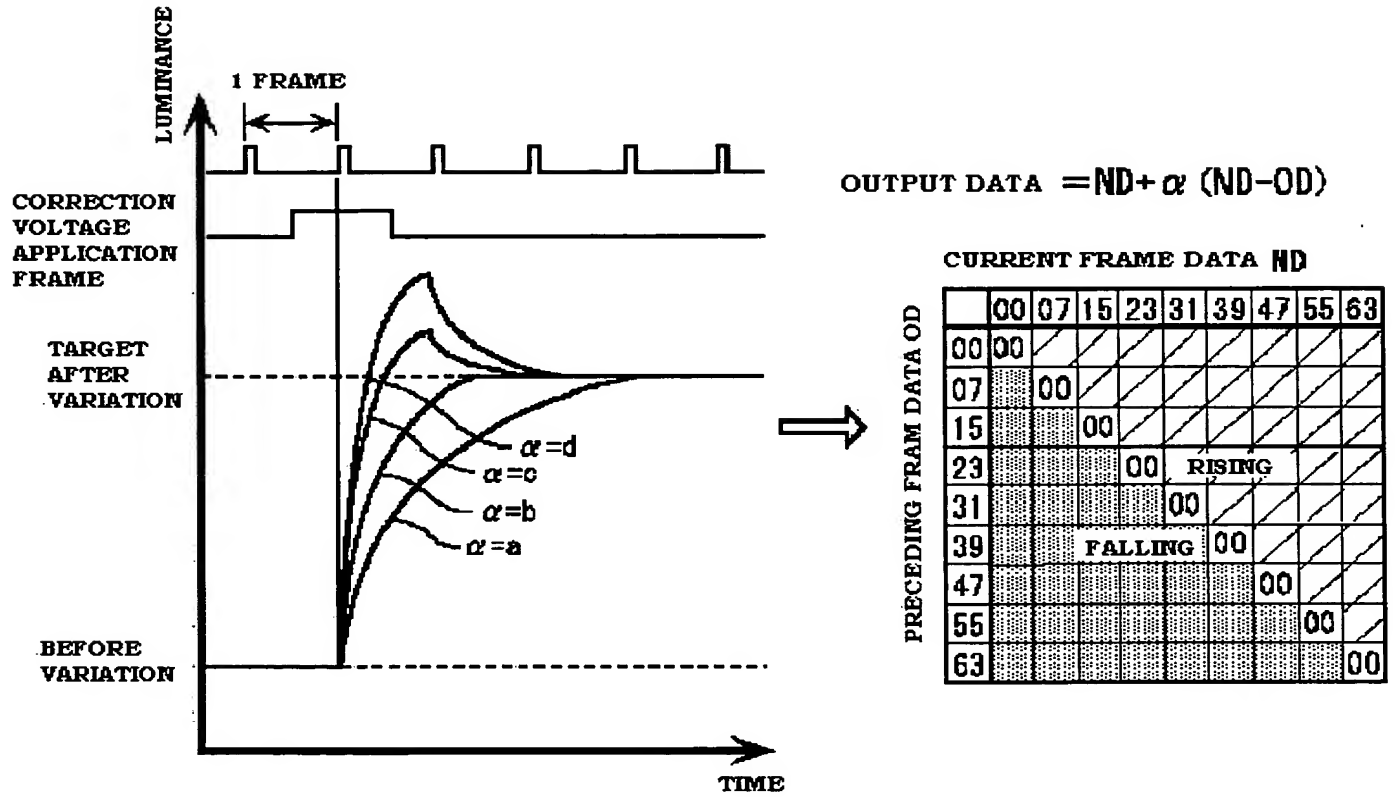 LUMINANCE
1 FRAME
CORRECTION
VOLTAGE
APPLICATION
FRAME
TARGET
AFTER
VARIATION
α=d
α=c
α=b
α=a
BEFORE
VARIATION
TIME
OUTPUT DATA =ND+α (ND-OD)
CURRENT FRAME DATA ND
PRECEDING FRAM DATA OD
00 07 15 23 31 39 47 55 63
00 00
07 00
15 00
23 00 RISING
31 00
39 FALLING 00
47 00
55 00
63 00